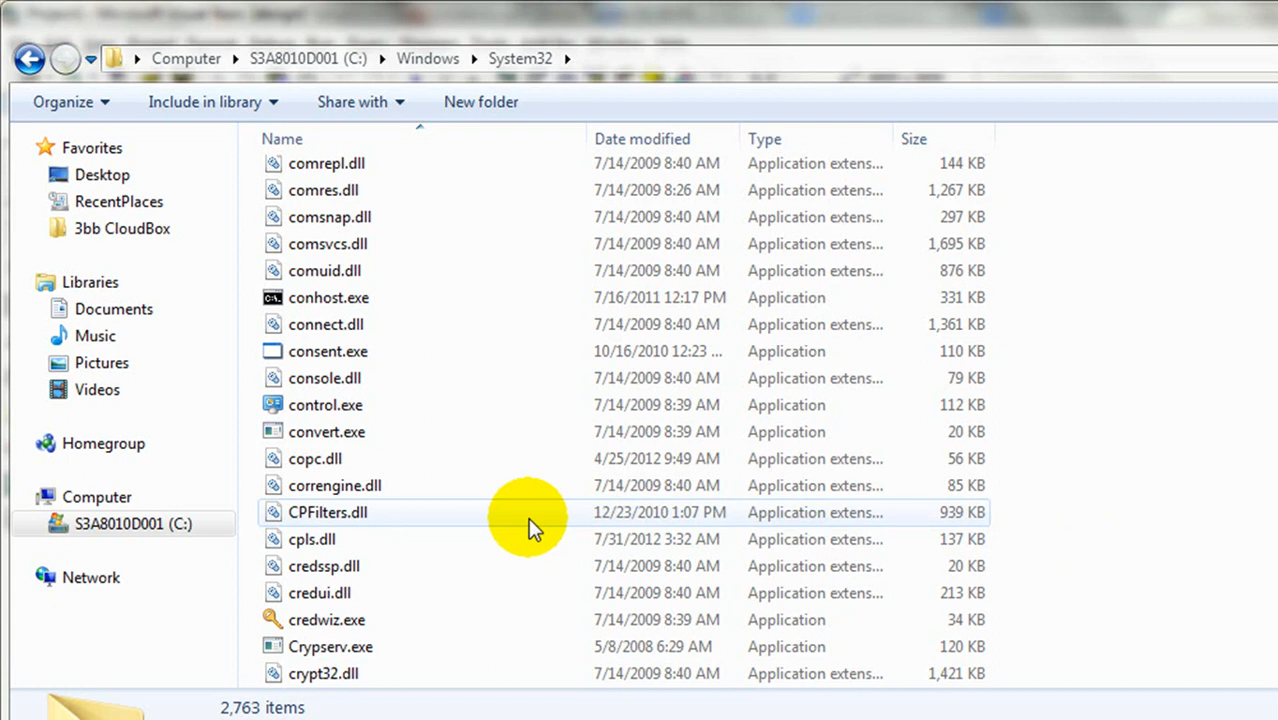 Computer S3A8010D001 (C:) Windows System32
Organize Include in library Share with New folder
Name Date modified Type Size
Favorites
Desktop
RecentPlaces
3bb CloudBox
Libraries
Documents
Music
Pictures
Videos
Homegroup
Computer
S3A8010D001 (C:)
Network
comrepl.dll 7/14/2009 8:40 AM Application extens... 144 KB
comres.dll 7/14/2009 8:26 AM Application extens... 1,267 KB
comsnap.dll 7/14/2009 8:40 AM Application extens... 297 KB
comsvcs.dll 7/14/2009 8:40 AM Application extens... 1,695 KB
comuid.dll 7/14/2009 8:40 AM Application extens... 876 KB
conhost.exe 7/16/2011 12:17 PM Application 331 KB
connect.dll 7/14/2009 8:40 AM Application extens... 1,361 KB
consent.exe 10/16/2010 12:23 ... Application 110 KB
console.dll 7/14/2009 8:40 AM Application extens... 79 KB
control.exe 7/14/2009 8:39 AM Application 112 KB
convert.exe 7/14/2009 8:39 AM Application 20 KB
copc.dll 4/25/2012 9:49 AM Application extens... 56 KB
correngine.dll 7/14/2009 8:40 AM Application extens... 85 KB
CPFilters.dll 12/23/2010 1:07 PM Application extens... 939 KB
cpls.dll 7/31/2012 3:32 AM Application extens... 137 KB
credssp.dll 7/14/2009 8:40 AM Application extens... 20 KB
credui.dll 7/14/2009 8:40 AM Application extens... 213 KB
credwiz.exe 7/14/2009 8:39 AM Application 34 KB
Crypserv.exe 5/8/2008 6:29 AM Application 120 KB
crypt32.dll 7/14/2009 8:40 AM Application extens... 1,421 KB
2,763 items